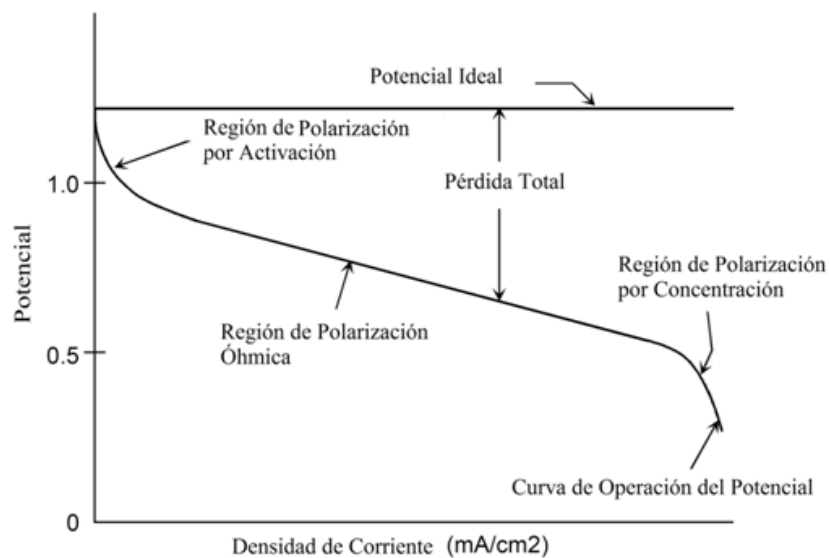 Potencial Ideal
Región de Polarización
por Activación
1.0
Pérdida Total
Potencial
Región de Polarización
por Concentración
Región de Polarización
Óhmica
0.5
Curva de Operación del Potencial
0
Densidad de Corriente (mA/cm2)